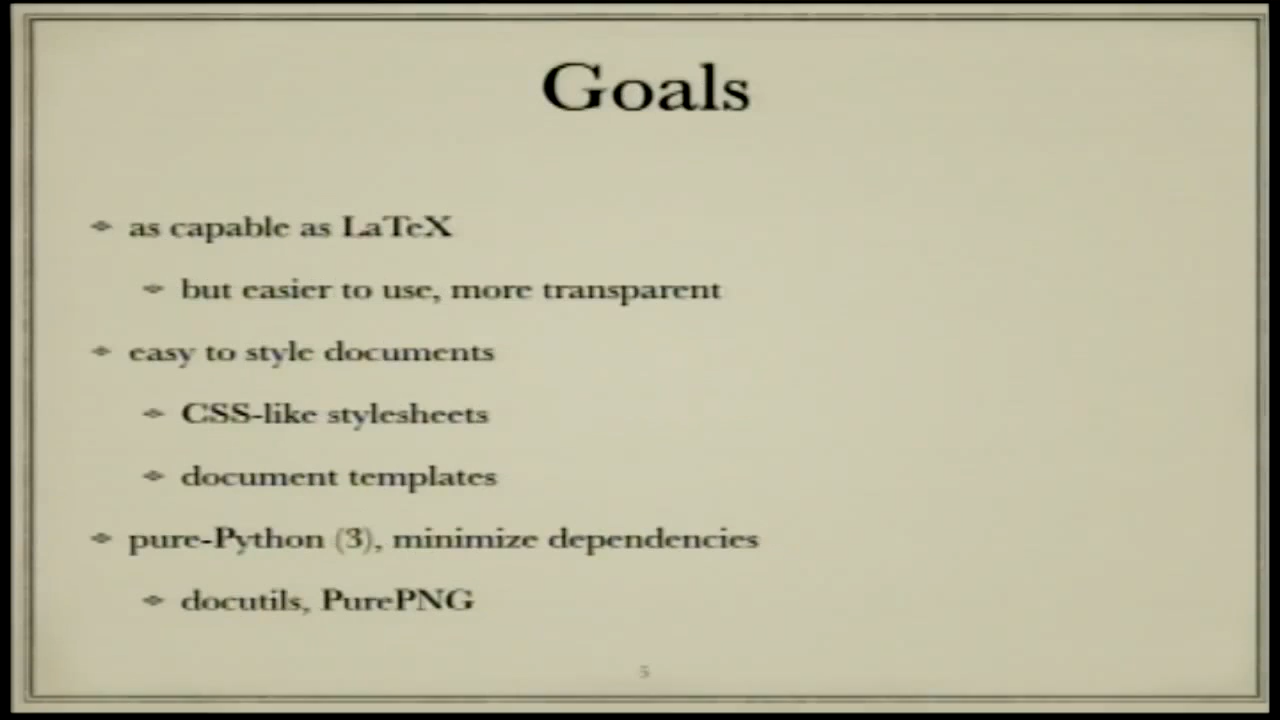 Goals
as capable as LaTeX
but easier to use, more transparent
easy to style documents
CSS-like stylesheets
document templates
pure-Python (3), minimize dependencies
docutils, PurePNG
5